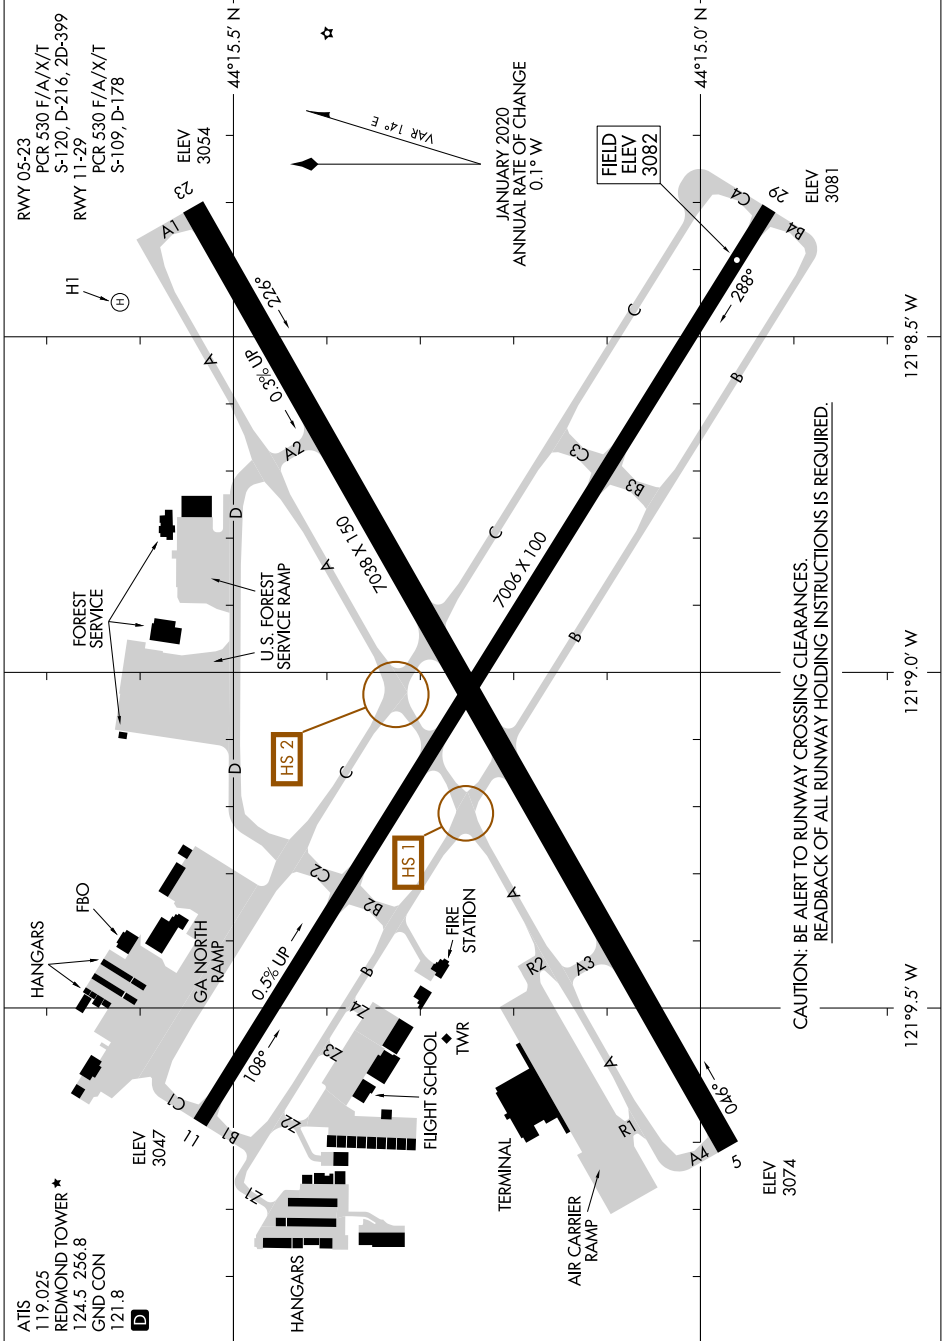 ATIS
119.025
REDMOND TOWER
124.5 256.8
GND CON
121.8
D
RWY 05-23
PCR 530 F/A/X/T
S-120, D-216, 2D-399
RWY 11-29
PCR 530 F/A/X/T
S-109, D-178
44°15.5' N
44°15.0' N
VAR 14° E
JANUARY 2020
ANNUAL RATE OF CHANGE
0.1° W
FIELD
ELEV
3082
ELEV
3054
23
A1
H1
H
226°
0.3% UP
A
A2
A
7038 X 150
ELEV
3081
29
C4
B4
288°
C
B
C3
B3
C
7006 X 100
B
121°8.5' W
121°9.0' W
121°9.5' W
FOREST
SERVICE
U.S. FOREST
SERVICE RAMP
D
D
HS 2
HS 1
C
C2
B2
HANGARS
FBO
GA NORTH
RAMP
0.5% UP
108°
C1
11
B1
ELEV
3047
B
Z4
Z3
Z2
Z1
FIRE
STATION
TWR
FLIGHT SCHOOL
HANGARS
A
R2
A3
A
R1
A4
TERMINAL
AIR CARRIER
RAMP
046°
5
ELEV
3074
CAUTION: BE ALERT TO RUNWAY CROSSING CLEARANCES.
READBACK OF ALL RUNWAY HOLDING INSTRUCTIONS IS REQUIRED.